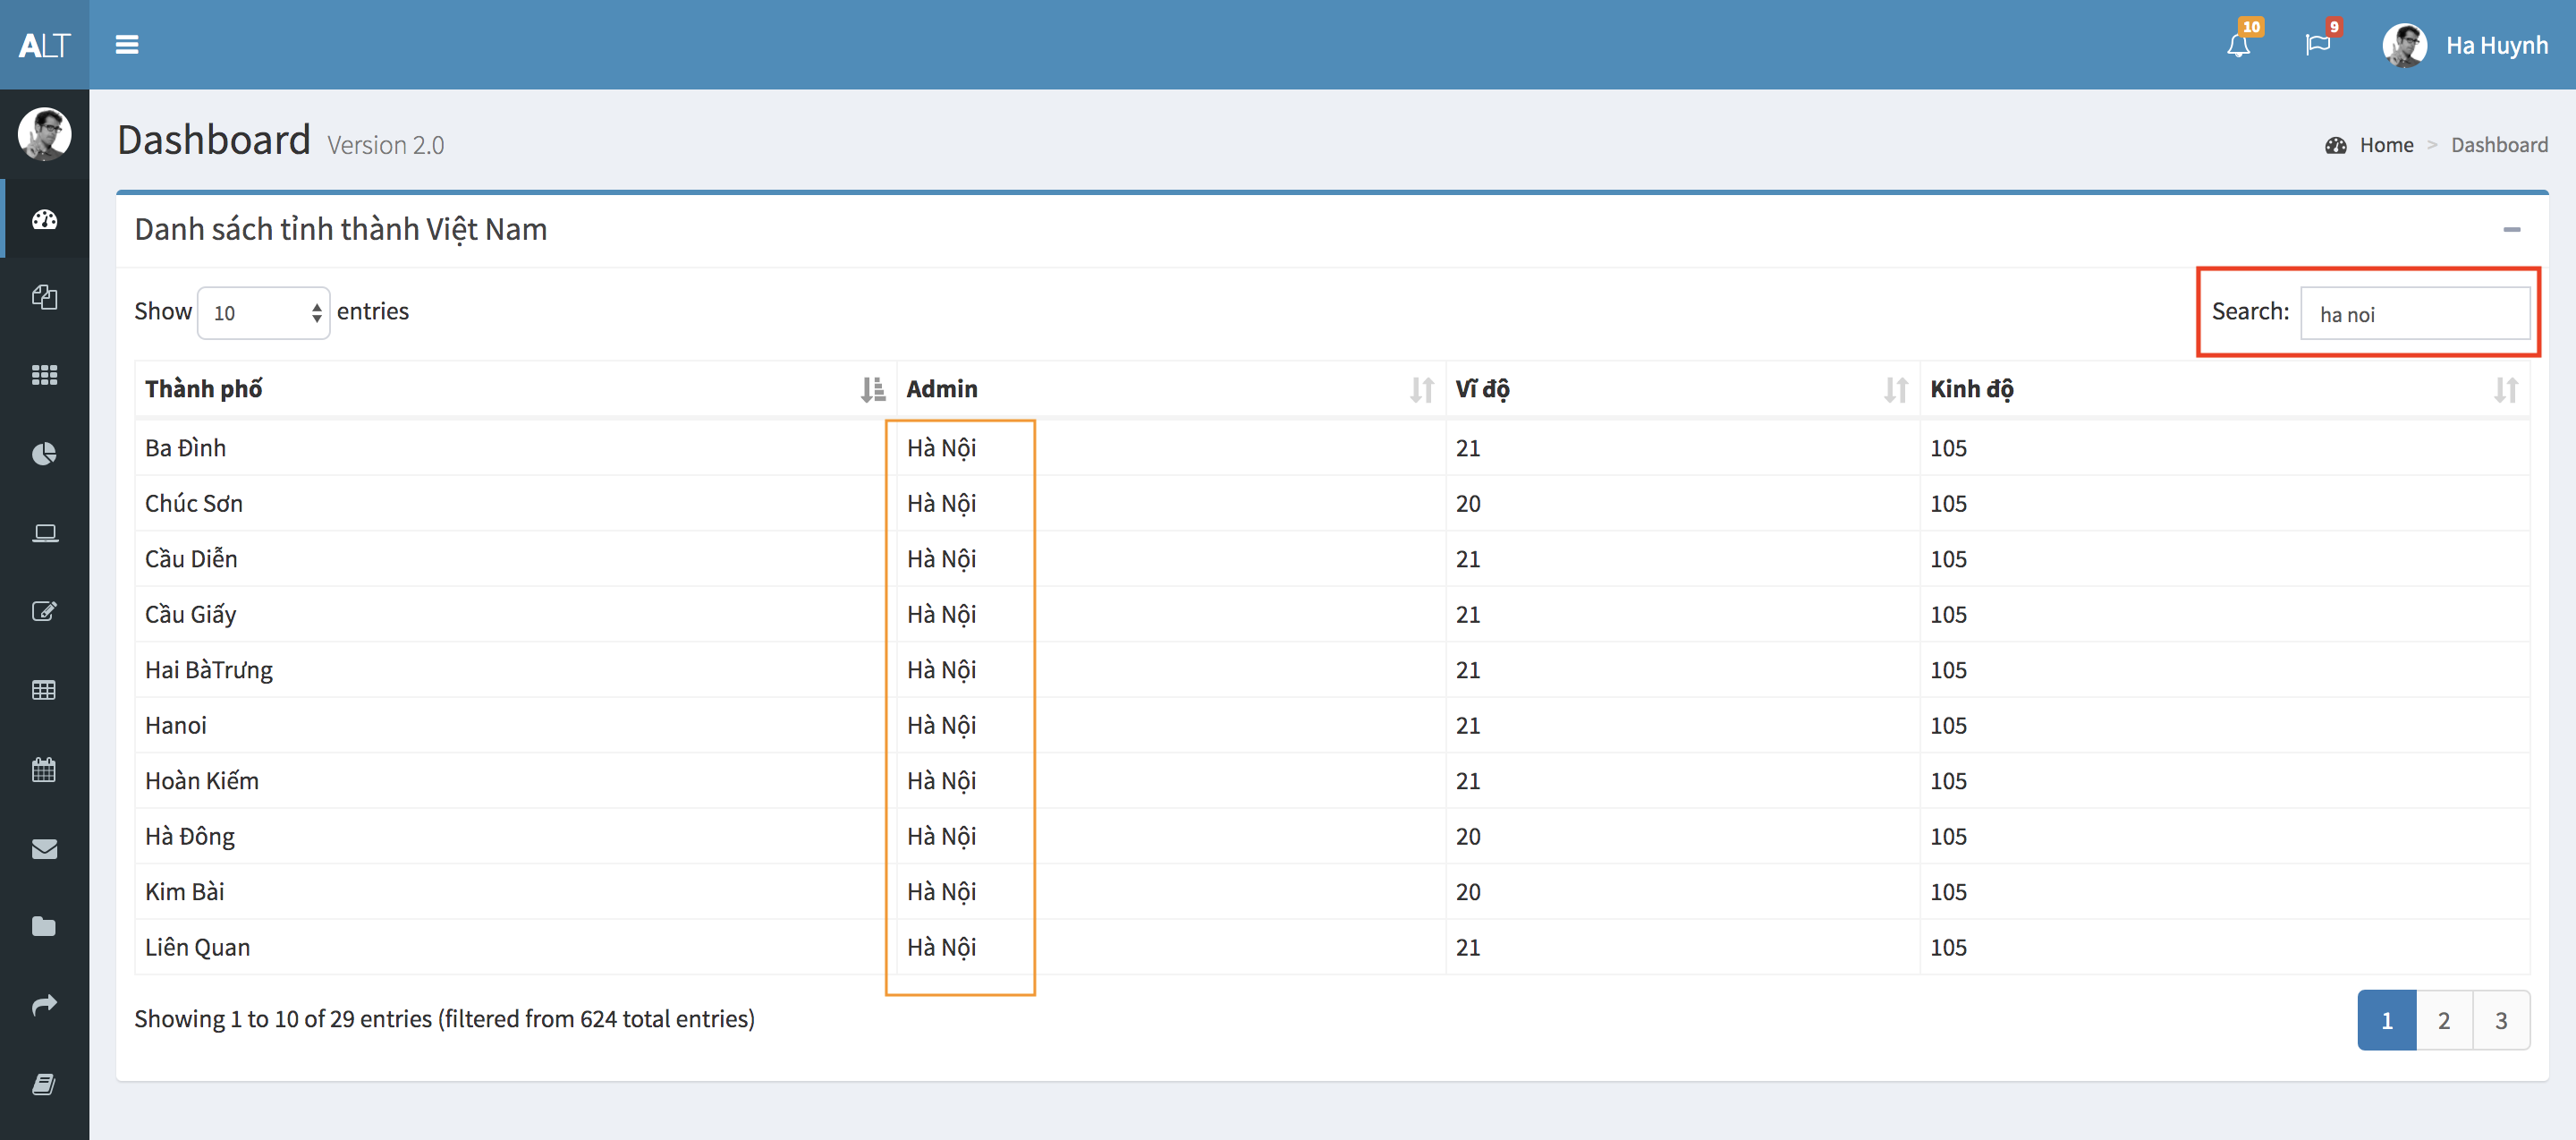 ALT
10
9
Ha Huynh
Dashboard Version 2.0
Home > Dashboard
Danh sách tỉnh thành Việt Nam
Show 10 entries
Search: ha noi
Thành phố Admin Vĩ độ Kinh độ
Ba Đình Hà Nội 21 105
Chúc Sơn Hà Nội 20 105
Cầu Diễn Hà Nội 21 105
Cầu Giấy Hà Nội 21 105
Hai BàTrưng Hà Nội 21 105
Hanoi Hà Nội 21 105
Hoàn Kiếm Hà Nội 21 105
Hà Đông Hà Nội 20 105
Kim Bài Hà Nội 20 105
Liên Quan Hà Nội 21 105
Showing 1 to 10 of 29 entries (filtered from 624 total entries)
1 2 3